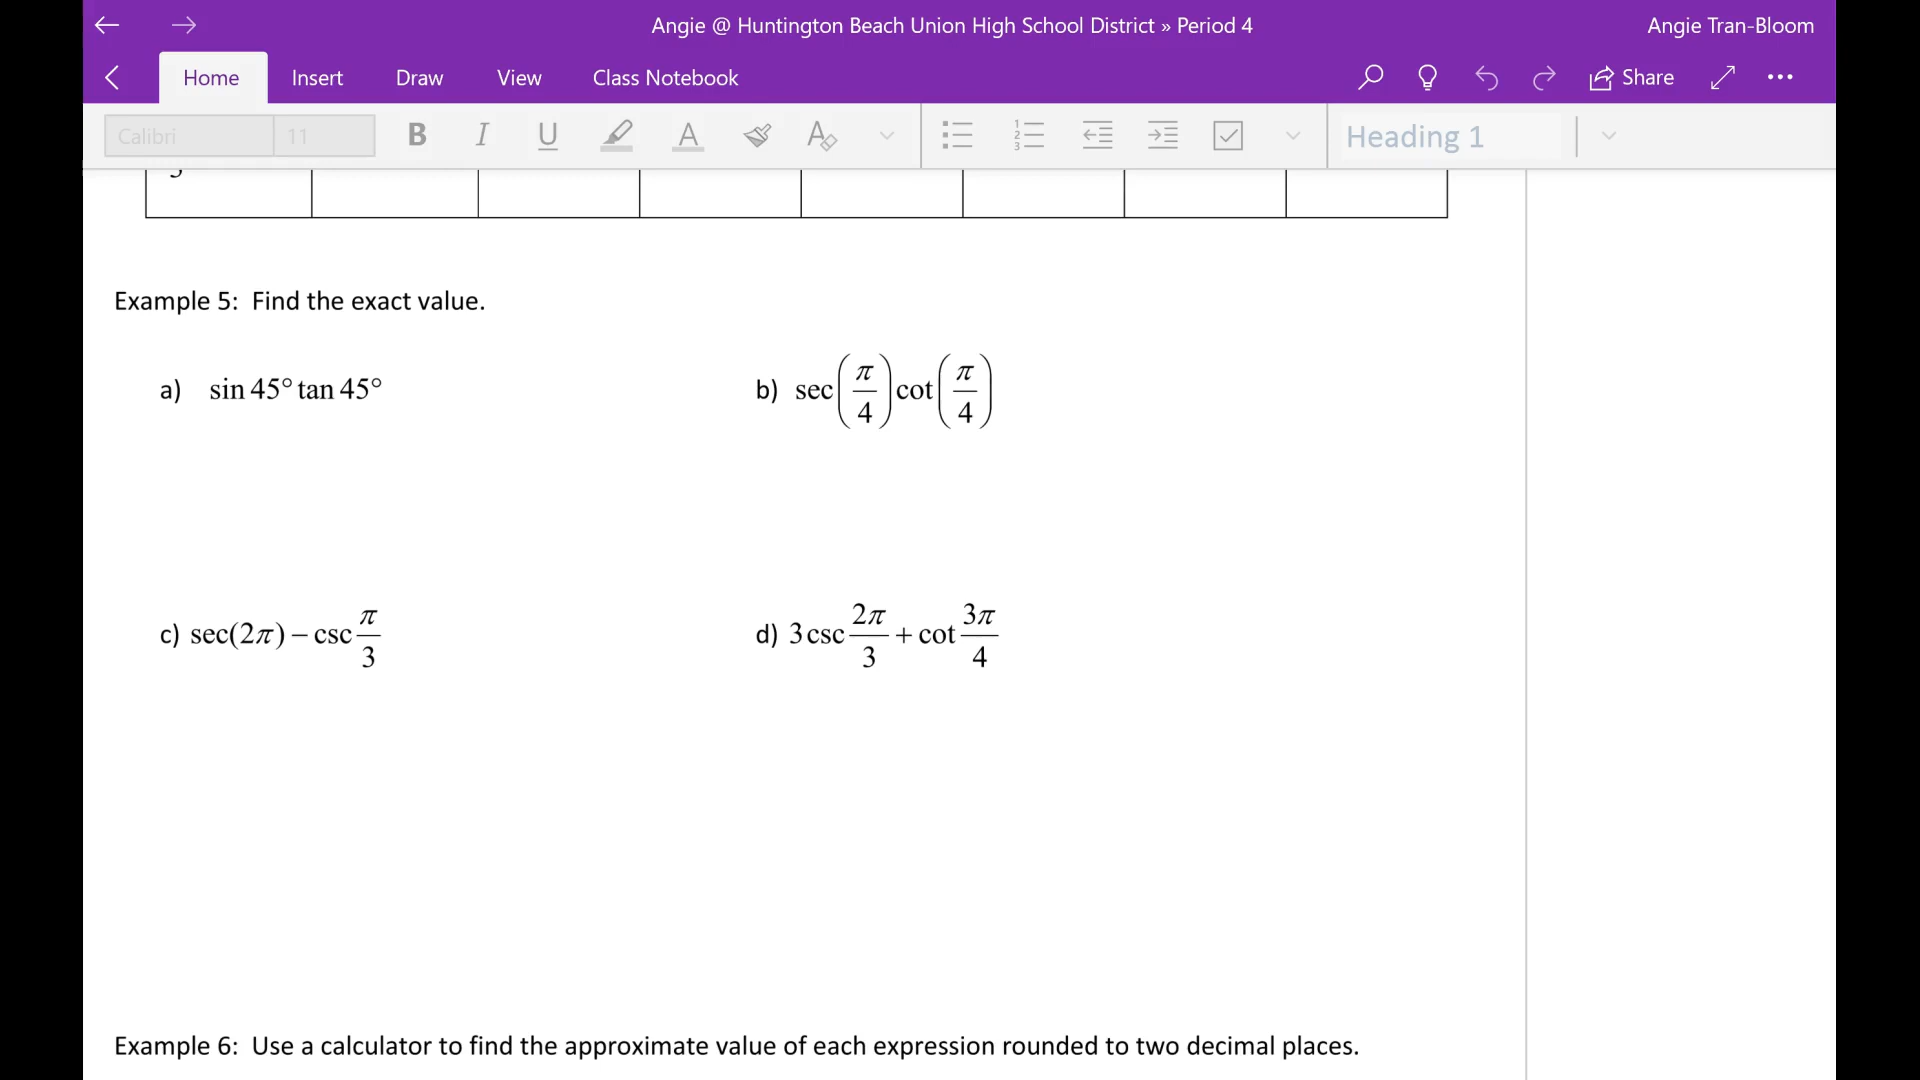 Angie @ Huntington Beach Union High School District » Period 4
Angie Tran-Bloom
Home Insert Draw View Class Notebook
Share
Calibri 11 B I U A A
Heading 1
Example 5: Find the exact value.
a) sin 45° tan 45°
b) sec(π/4)cot(π/4)
c) sec(2π) − csc π/3
d) 3csc 2π/3 + cot 3π/4
Example 6: Use a calculator to find the approximate value of each expression rounded to two decimal places.